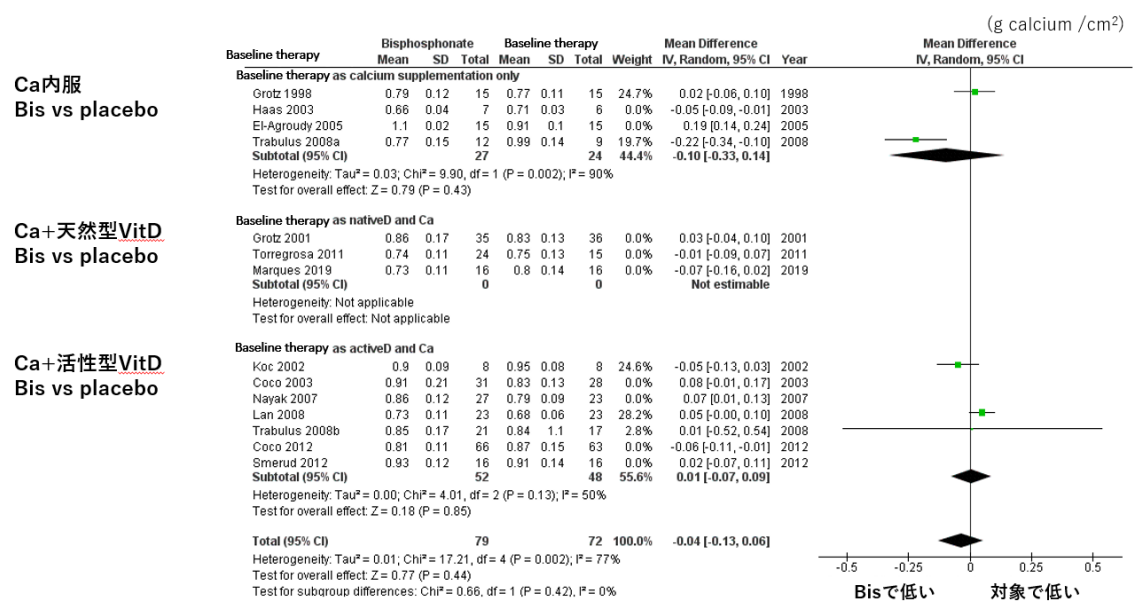 (g calcium /cm²)
Bisphosphonate Baseline therapy Mean Difference Mean Difference
Baseline therapy Mean SD Total Mean SD Total Weight IV, Random, 95% CI Year IV, Random, 95% CI
Ca内服
Bis vs placebo
Baseline therapy as calcium supplementation only
Grotz 1998 0.79 0.12 15 0.77 0.11 15 24.7% 0.02 [-0.06, 0.10] 1998
Haas 2003 0.66 0.04 7 0.71 0.03 6 0.0% -0.05 [-0.09, -0.01] 2003
El-Agroudy 2005 1.1 0.02 15 0.91 0.1 15 0.0% 0.19 [0.14, 0.24] 2005
Trabulus 2008a 0.77 0.15 12 0.99 0.14 9 19.7% -0.22 [-0.34, -0.10] 2008
Subtotal (95% CI) 27 24 44.4% -0.10 [-0.33, 0.14]
Heterogeneity: Tau² = 0.03; Chi² = 9.90, df = 1 (P = 0.002); I² = 90%
Test for overall effect: Z = 0.79 (P = 0.43)
Ca+天然型VitD
Bis vs placebo
Baseline therapy as nativeD and Ca
Grotz 2001 0.86 0.17 35 0.83 0.13 36 0.0% 0.03 [-0.04, 0.10] 2001
Torregrosa 2011 0.74 0.11 24 0.75 0.13 15 0.0% -0.01 [-0.09, 0.07] 2011
Marques 2019 0.73 0.11 16 0.8 0.14 16 0.0% -0.07 [-0.16, 0.02] 2019
Subtotal (95% CI) 0 0 Not estimable
Heterogeneity: Not applicable
Test for overall effect: Not applicable
Ca+活性型VitD
Bis vs placebo
Baseline therapy as activeD and Ca
Koc 2002 0.9 0.09 8 0.95 0.08 8 24.6% -0.05 [-0.13, 0.03] 2002
Coco 2003 0.91 0.21 31 0.83 0.13 28 0.0% 0.08 [-0.01, 0.17] 2003
Nayak 2007 0.86 0.12 27 0.79 0.09 23 0.0% 0.07 [0.01, 0.13] 2007
Lan 2008 0.73 0.11 23 0.68 0.06 23 28.2% 0.05 [-0.00, 0.10] 2008
Trabulus 2008b 0.85 0.17 21 0.84 1.1 17 2.8% 0.01 [-0.52, 0.54] 2008
Coco 2012 0.81 0.11 66 0.87 0.15 63 0.0% -0.06 [-0.11, -0.01] 2012
Smerud 2012 0.93 0.12 16 0.91 0.14 16 0.0% 0.02 [-0.07, 0.11] 2012
Subtotal (95% CI) 52 48 55.6% 0.01 [-0.07, 0.09]
Heterogeneity: Tau² = 0.00; Chi² = 4.01, df = 2 (P = 0.13); I² = 50%
Test for overall effect: Z = 0.18 (P = 0.85)
Total (95% CI) 79 72 100.0% -0.04 [-0.13, 0.06]
Heterogeneity: Tau² = 0.01; Chi² = 17.21, df = 4 (P = 0.002); I² = 77%
Test for overall effect: Z = 0.77 (P = 0.44)
Test for subgroup differences: Chi² = 0.66, df = 1 (P = 0.42), I² = 0%
-0.5 -0.25 0 0.25 0.5
Bisで低い 対象で低い